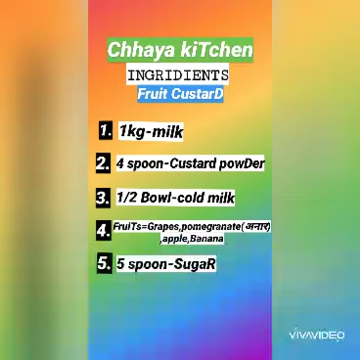 Chhaya kiTchen
INGRIDIENTS
Fruit CustarD
1. 1kg-milk
2. 4 spoon-Custard powDer
3. 1/2 Bowl-cold milk
4. FruiTs=Grapes,pomegranate(अनार)
,apple,Banana
5. 5 spoon-SugaR
VIVAVIDEO